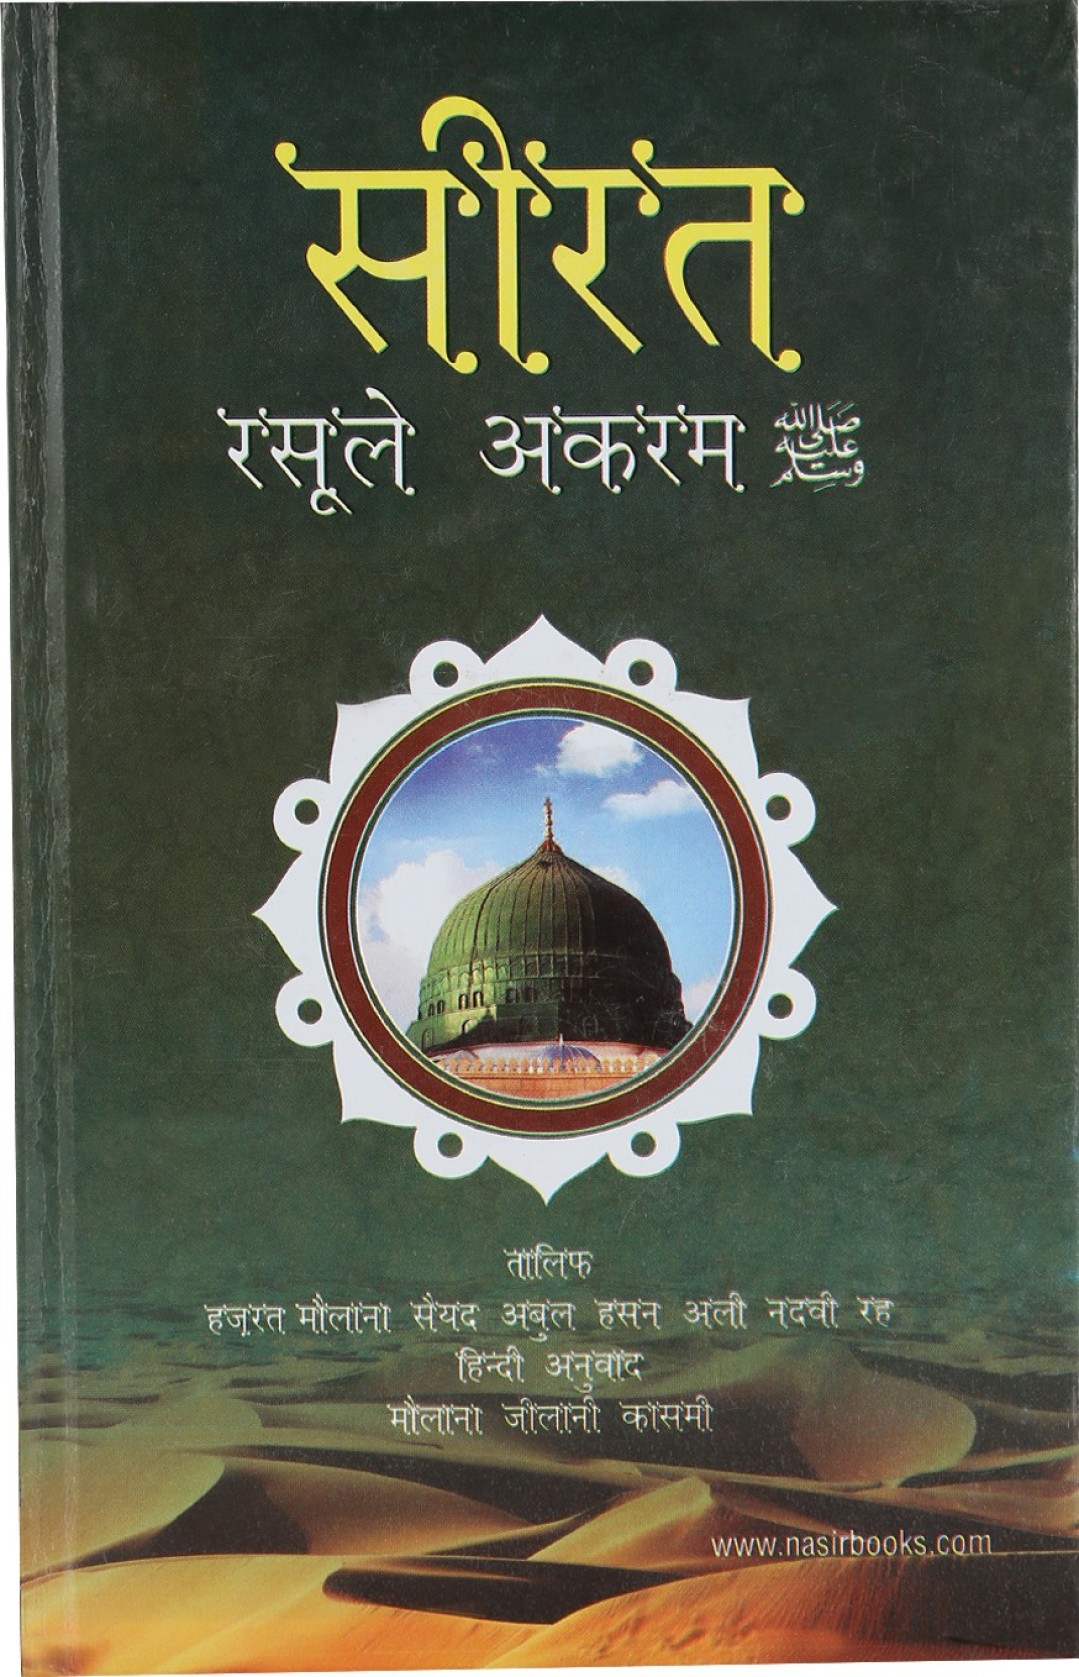 सीरत
रसूले अकरम ﷺ
तालिफ
हज़रत मौलाना सैयद अबुल हसन अली नदवी रह
हिन्दी अनुवाद
मौलाना जीलानी कासमी
www.nasirbooks.com